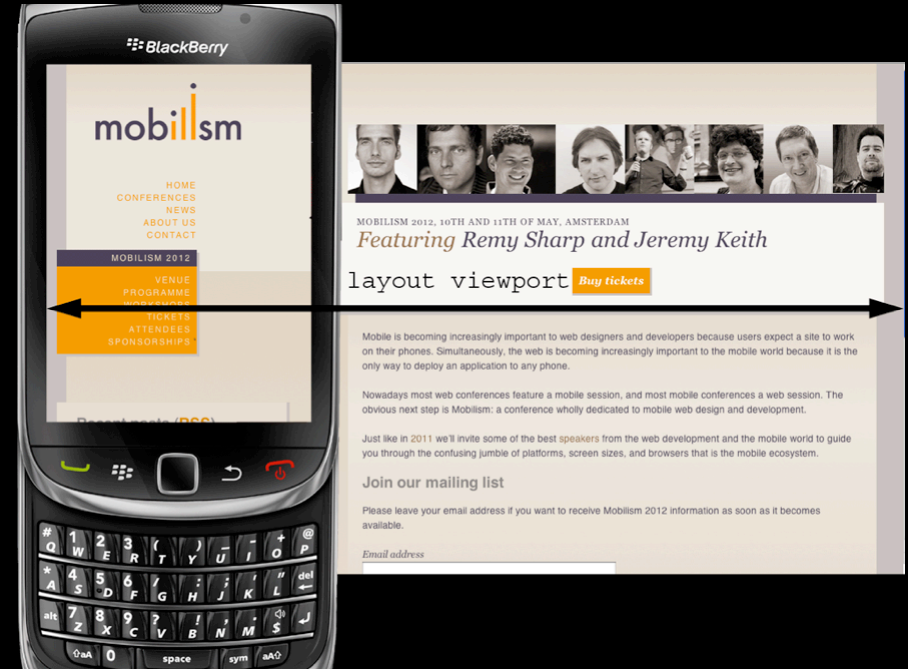 BlackBerry
mobilism
HOME
CONFERENCES
NEWS
ABOUT US
CONTACT
MOBILISM 2012
VENUE
PROGRAMME
WORKSHOPS
TICKETS
ATTENDEES
SPONSORSHIPS
Recent posts (RSS)
MOBILISM 2012, 10TH AND 11TH OF MAY, AMSTERDAM
Featuring Remy Sharp and Jeremy Keith
layout viewport
Buy tickets
Mobile is becoming increasingly important to web designers and developers because users expect a site to work
on their phones. Simultaneously, the web is becoming increasingly important to the mobile world because it is the
only way to deploy an application to any phone.
Nowadays most web conferences feature a mobile session, and most mobile conferences a web session. The
obvious next step is Mobilism: a conference wholly dedicated to mobile web design and development.
Just like in 2011 we'll invite some of the best speakers from the web development and the mobile world to guide
you through the confusing jumble of platforms, screen sizes, and browsers that is the mobile ecosystem.
Join our mailing list
Please leave your email address if you want to receive Mobilism 2012 information as soon as it becomes
available.
Email address
# 1 2 3 ( ) _ - + @
Q W E R T Y U I O P
* 4 5 6 / : ; ' " del
A S D F G H J K L
alt 7 8 9 ? ! , .
Z X C V B N M $
aA 0 space sym aA